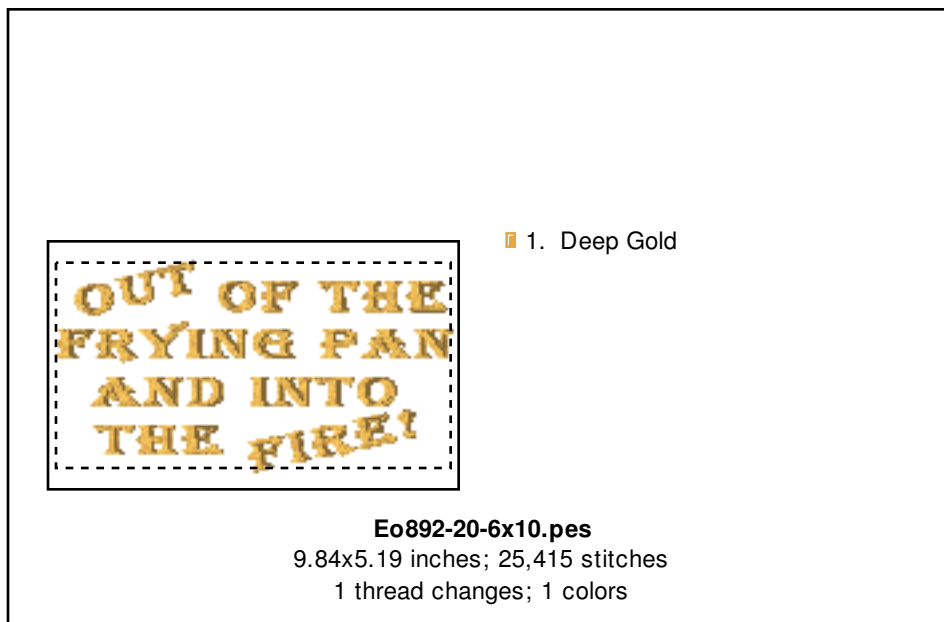 1. Deep Gold
OUT OF THE
FRYING PAN
AND INTO
THE FIRE!
Eo892-20-6x10.pes
9.84x5.19 inches; 25,415 stitches
1 thread changes; 1 colors